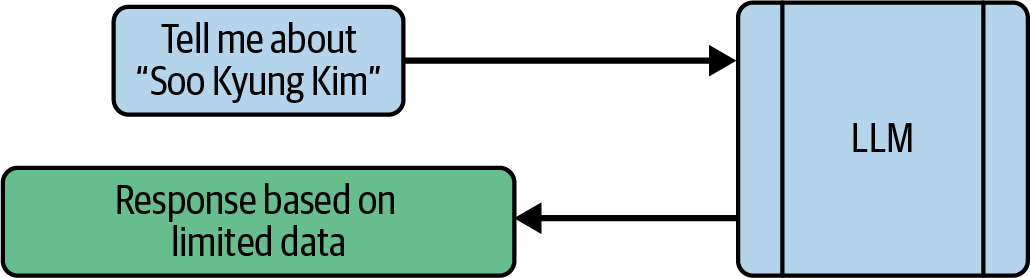 Tell me about
“Soo Kyung Kim”
LLM
Response based on
limited data